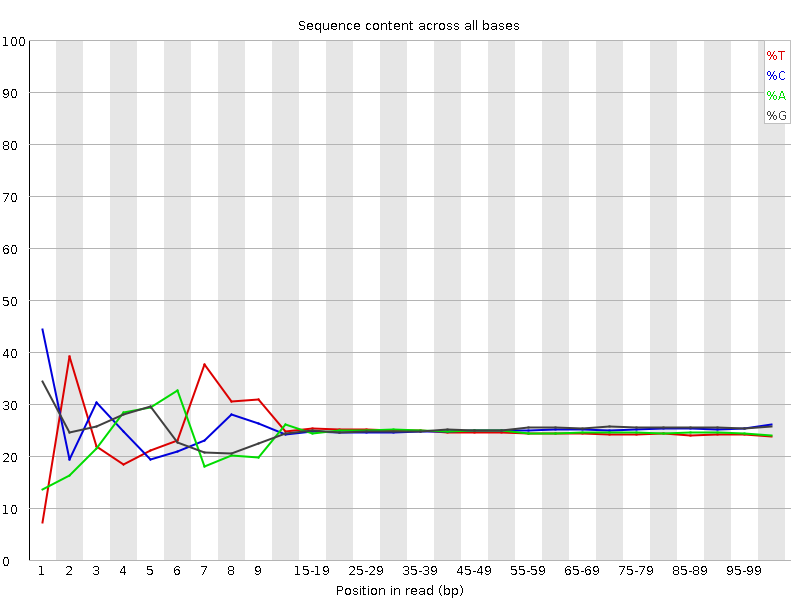 Sequence content across all bases
100
90
80
70
60
50
40
30
20
10
0
%T
%C
%A
%G
1 2 3 4 5 6 7 8 9 15-19 25-29 35-39 45-49 55-59 65-69 75-79 85-89 95-99
Position in read (bp)